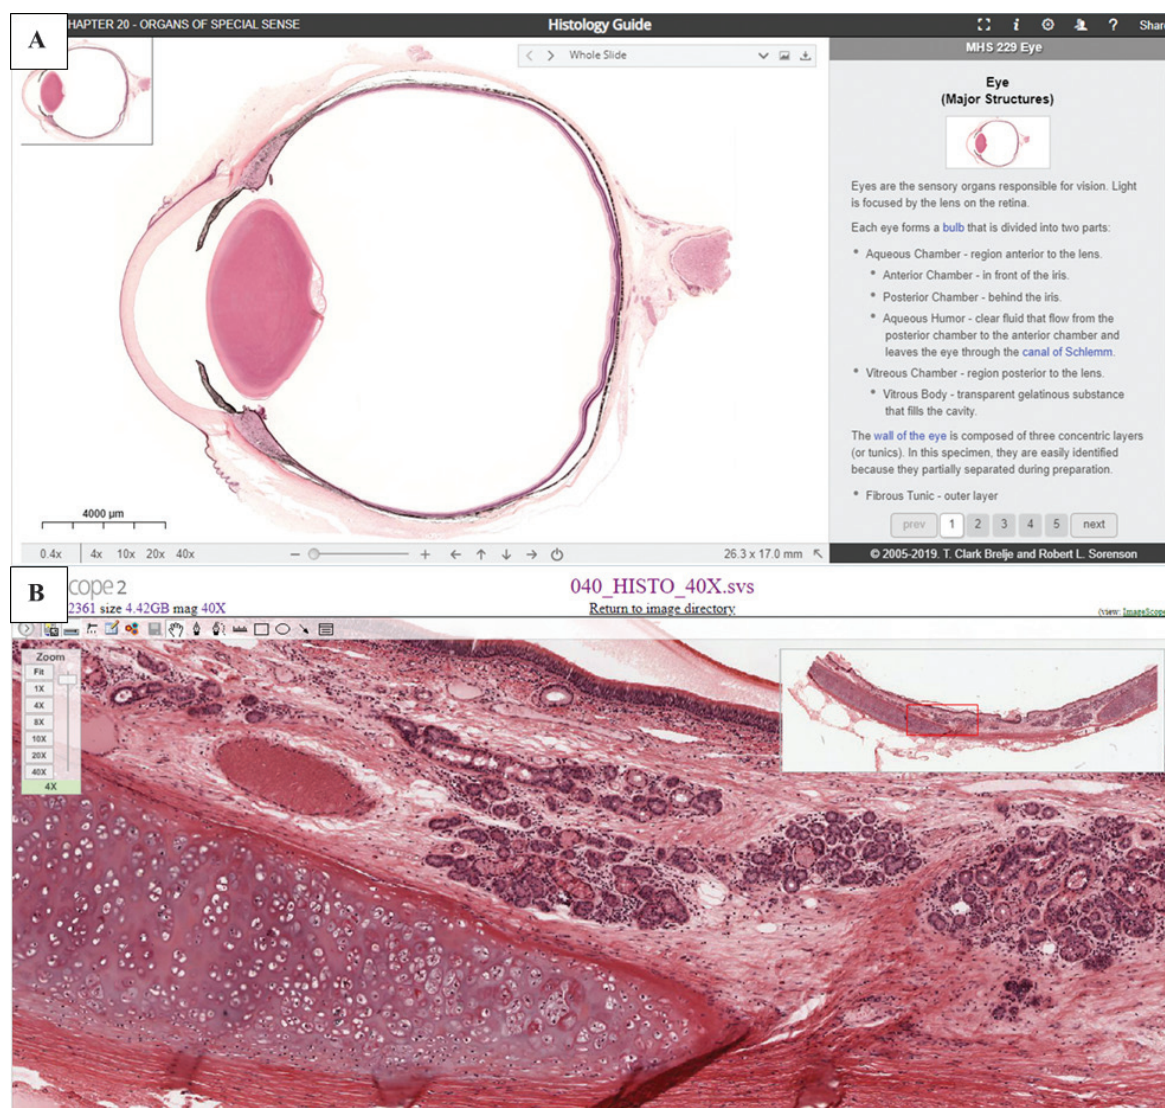 A
HAPTER 20 - ORGANS OF SPECIAL SENSE
Histology Guide
Share
Whole Slide
MHS 229 Eye
Eye
(Major Structures)
Eyes are the sensory organs responsible for vision. Light
is focused by the lens on the retina.
Each eye forms a bulb that is divided into two parts:
Aqueous Chamber - region anterior to the lens.
Anterior Chamber - in front of the iris.
Posterior Chamber - behind the iris.
Aqueous Humor - clear fluid that flow from the
posterior chamber to the anterior chamber and
leaves the eye through the canal of Schlemm.
Vitreous Chamber - region posterior to the lens.
Vitrous Body - transparent gelatinous substance
that fills the cavity.
The wall of the eye is composed of three concentric layers
(or tunics). In this specimen, they are easily identified
because they partially separated during preparation.
Fibrous Tunic - outer layer
prev 1 2 3 4 5 next
4000 μm
0.4x 4x 10x 20x 40x
26.3 x 17.0 mm
© 2005-2019. T. Clark Brelje and Robert L. Sorenson
B
cope 2
040_HISTO_40X.svs
2361 size 4.42GB mag 40X
Return to image directory
(view: ImageScope
Zoom
Fit
1X
4X
8X
10X
20X
40X
4X